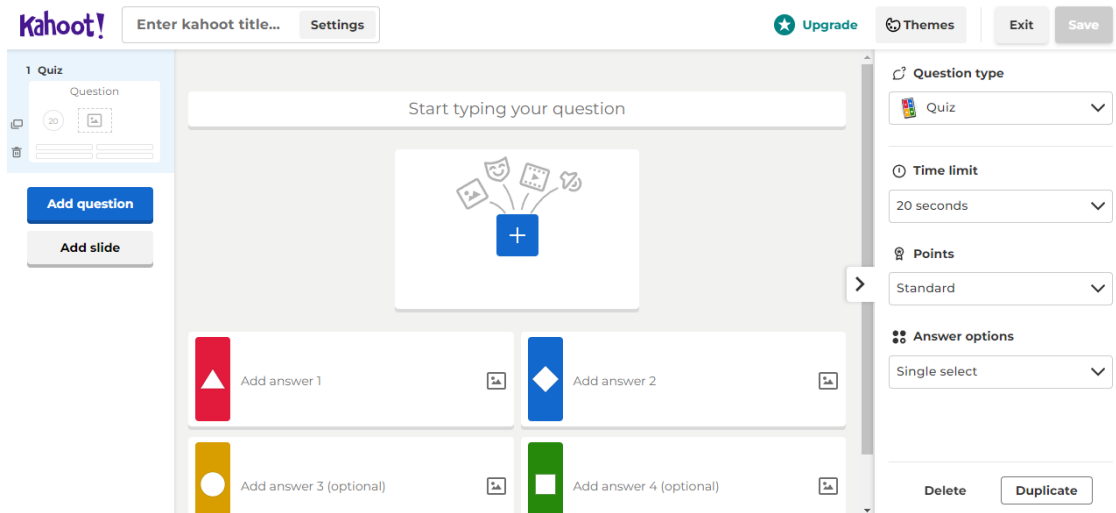 Kahoot!
Enter kahoot title...
Settings
Upgrade
Themes
Exit
Save
1 Quiz
Question
20
Add question
Add slide
Start typing your question
Add answer 1
Add answer 2
Add answer 3 (optional)
Add answer 4 (optional)
Question type
Quiz
Time limit
20 seconds
Points
Standard
Answer options
Single select
Delete
Duplicate